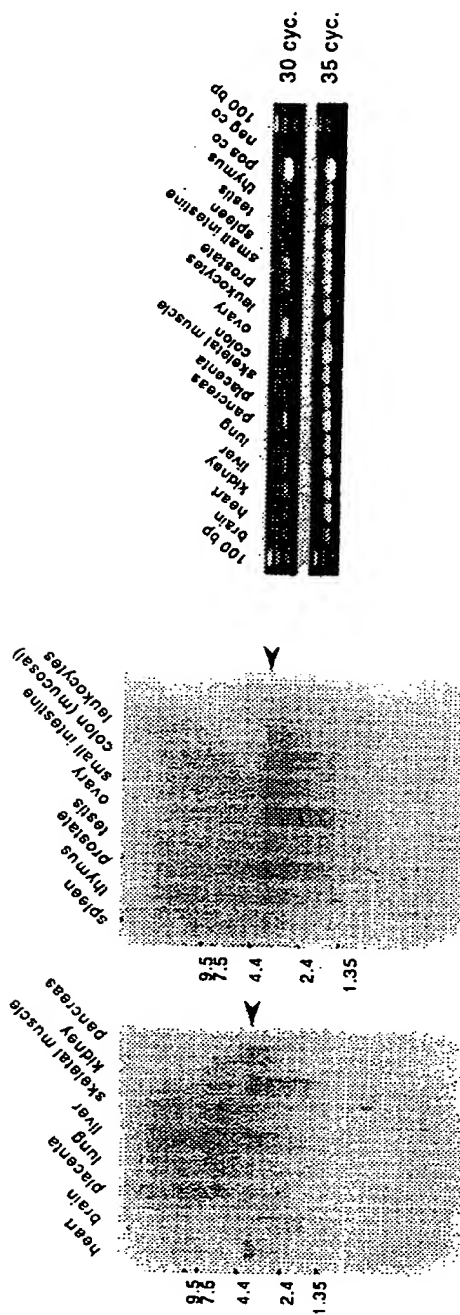 heart
brain
placenta
lung
liver
skeletal muscle
kidney
pancreas
9.5
7.5
4.4
2.4
1.35
spleen
thymus
prostate
testis
ovary
small intestine
colon (mucosal)
leukocytes
9.5
7.5
4.4
2.4
1.35
100 bp
brain
heart
kidney
liver
lung
pancreas
placenta
skeletal muscle
colon
ovary
leukocytes
prostate
small intestine
spleen
testis
thymus
pos co
neg co
100 bp
30 cyc.
35 cyc.